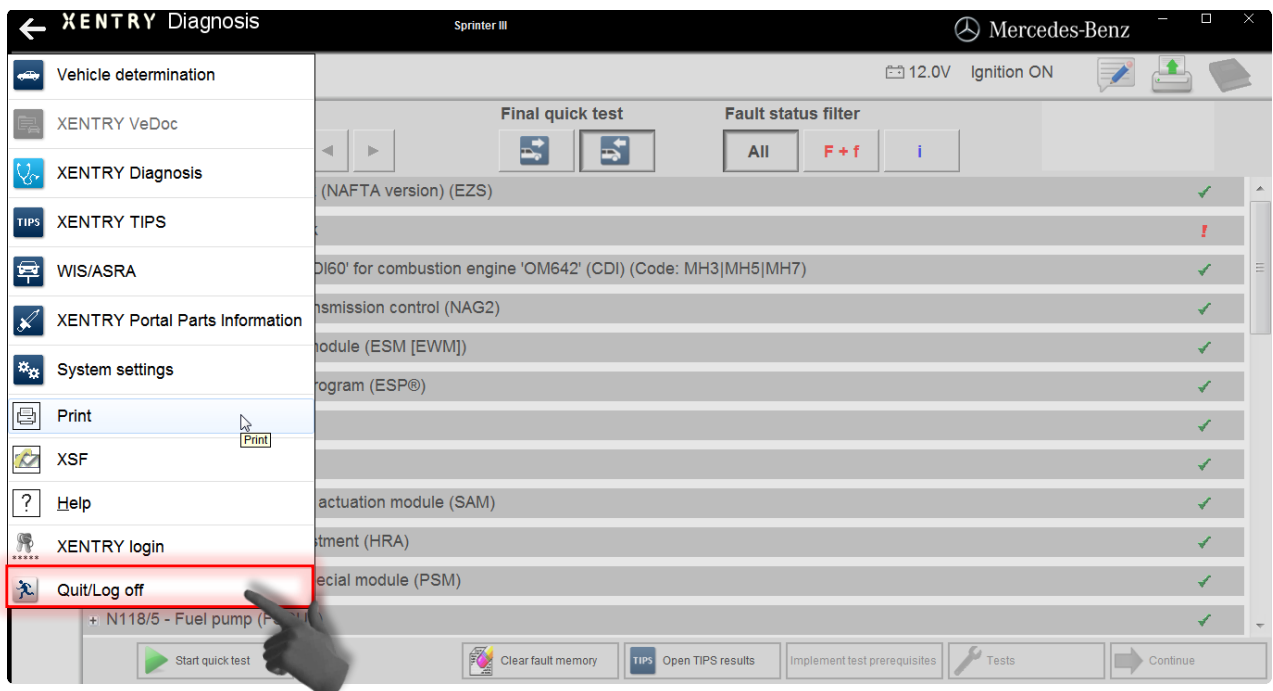 XENTRY Diagnosis
Sprinter III
Mercedes-Benz
Vehicle determination
12.0V
Ignition ON
XENTRY VeDoc
XENTRY Diagnosis
TIPS XENTRY TIPS
WIS/ASRA
XENTRY Portal Parts Information
System settings
Print
Print
XSF
? Help
***** XENTRY login
Quit/Log off
Final quick test
Fault status filter
All
F + f
i
(NAFTA version) (EZS)
!
DI60' for combustion engine 'OM642' (CDI) (Code: MH3|MH5|MH7)
nsmission control (NAG2)
module (ESM [EWM])
rogram (ESP®)
actuation module (SAM)
stment (HRA)
ecial module (PSM)
+ N118/5 - Fuel pump
Start quick test
Clear fault memory
TIPS Open TIPS results
Implement test prerequisites
Tests
Continue